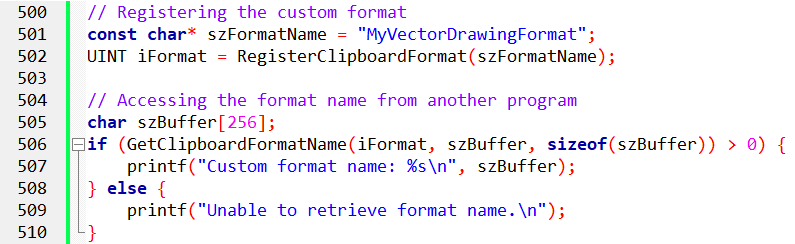 500 // Registering the custom format
501 const char* szFormatName = "MyVectorDrawingFormat";
502 UINT iFormat = RegisterClipboardFormat(szFormatName);
503
504 // Accessing the format name from another program
505 char szBuffer[256];
506 if (GetClipboardFormatName(iFormat, szBuffer, sizeof(szBuffer)) > 0) {
507     printf("Custom format name: %s\n", szBuffer);
508 } else {
509     printf("Unable to retrieve format name.\n");
510 }